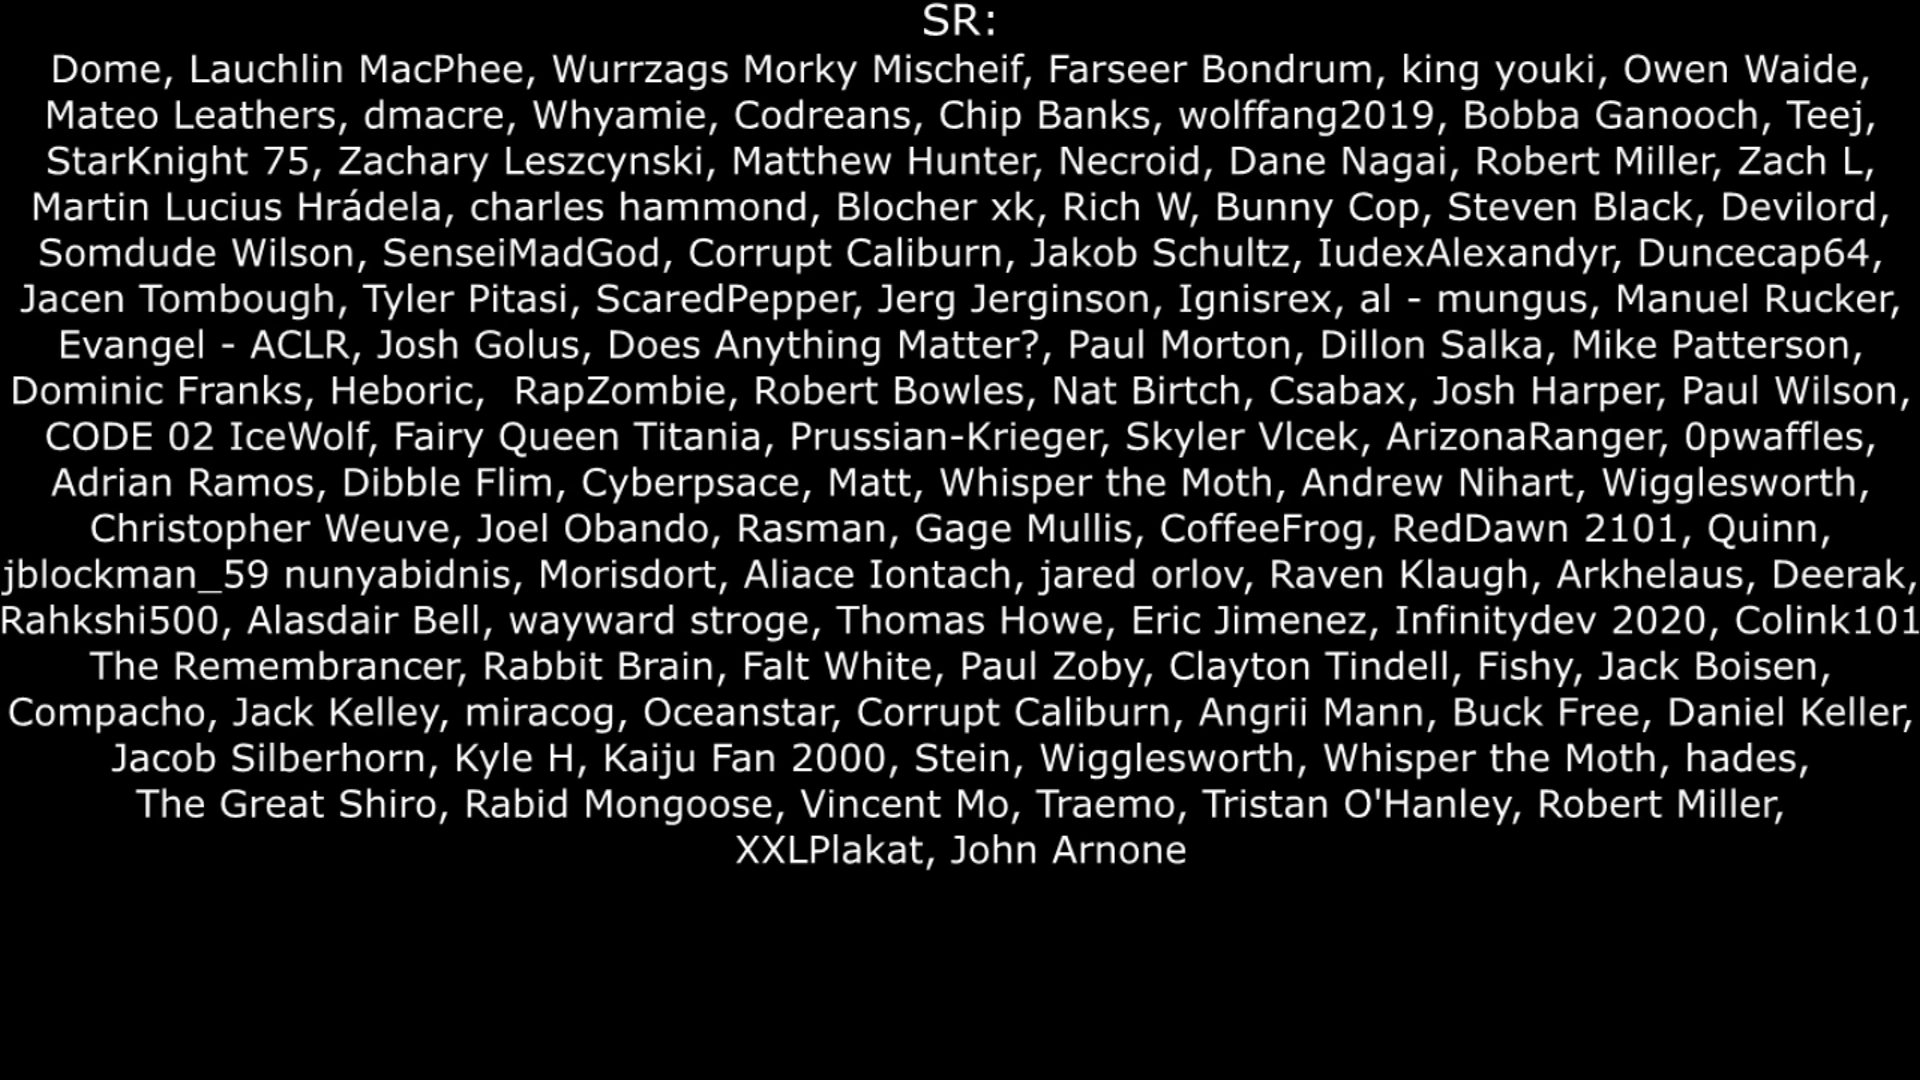 SR:
Dome, Lauchlin MacPhee, Wurrzags Morky Mischeif, Farseer Bondrum, king youki, Owen Waide,
Mateo Leathers, dmacre, Whyamie, Codreans, Chip Banks, wolffang2019, Bobba Ganooch, Teej,
StarKnight 75, Zachary Leszcynski, Matthew Hunter, Necroid, Dane Nagai, Robert Miller, Zach L,
Martin Lucius Hrádela, charles hammond, Blocher xk, Rich W, Bunny Cop, Steven Black, Devilord,
Somdude Wilson, SenseiMadGod, Corrupt Caliburn, Jakob Schultz, IudexAlexandyr, Duncecap64,
Jacen Tombough, Tyler Pitasi, ScaredPepper, Jerg Jerginson, Ignisrex, al - mungus, Manuel Rucker,
Evangel - ACLR, Josh Golus, Does Anything Matter?, Paul Morton, Dillon Salka, Mike Patterson,
Dominic Franks, Heboric,  RapZombie, Robert Bowles, Nat Birtch, Csabax, Josh Harper, Paul Wilson,
CODE 02 IceWolf, Fairy Queen Titania, Prussian-Krieger, Skyler Vlcek, ArizonaRanger, 0pwaffles,
Adrian Ramos, Dibble Flim, Cyberpsace, Matt, Whisper the Moth, Andrew Nihart, Wigglesworth,
Christopher Weuve, Joel Obando, Rasman, Gage Mullis, CoffeeFrog, RedDawn 2101, Quinn,
jblockman_59 nunyabidnis, Morisdort, Aliace Iontach, jared orlov, Raven Klaugh, Arkhelaus, Deerak,
Rahkshi500, Alasdair Bell, wayward stroge, Thomas Howe, Eric Jimenez, Infinitydev 2020, Colink101
The Remembrancer, Rabbit Brain, Falt White, Paul Zoby, Clayton Tindell, Fishy, Jack Boisen,
Compacho, Jack Kelley, miracog, Oceanstar, Corrupt Caliburn, Angrii Mann, Buck Free, Daniel Keller,
Jacob Silberhorn, Kyle H, Kaiju Fan 2000, Stein, Wigglesworth, Whisper the Moth, hades,
The Great Shiro, Rabid Mongoose, Vincent Mo, Traemo, Tristan O'Hanley, Robert Miller,
XXLPlakat, John Arnone